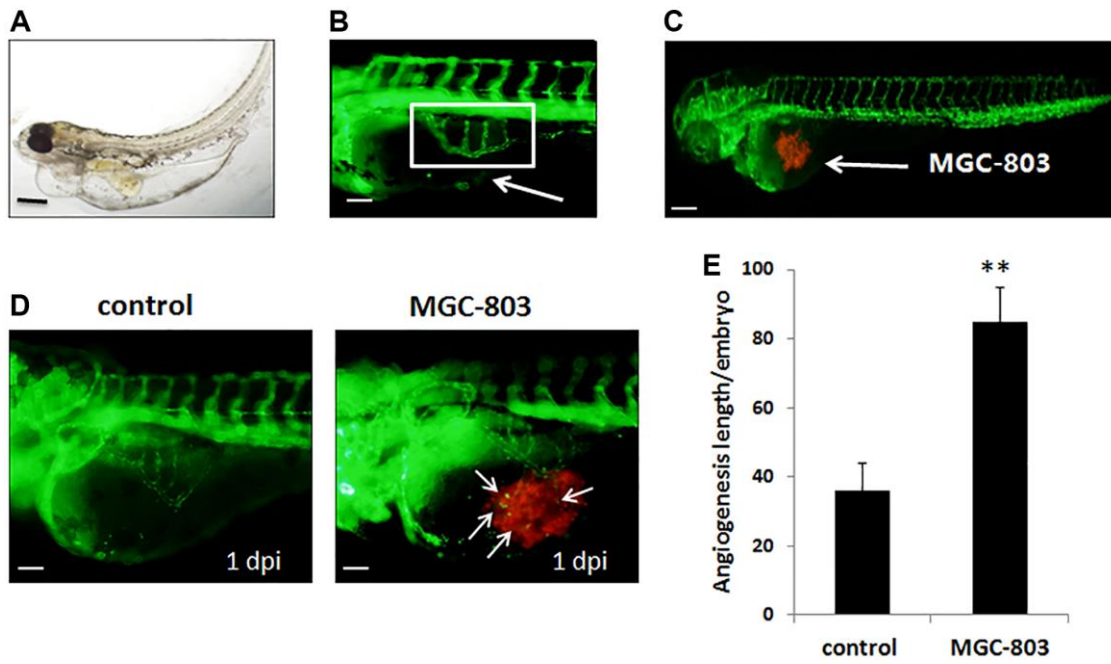 A
B
C
MGC-803
D
control
MGC-803
1 dpi
1 dpi
E
Angiogenesis length/embryo
100
80
60
40
20
0
**
control
MGC-803